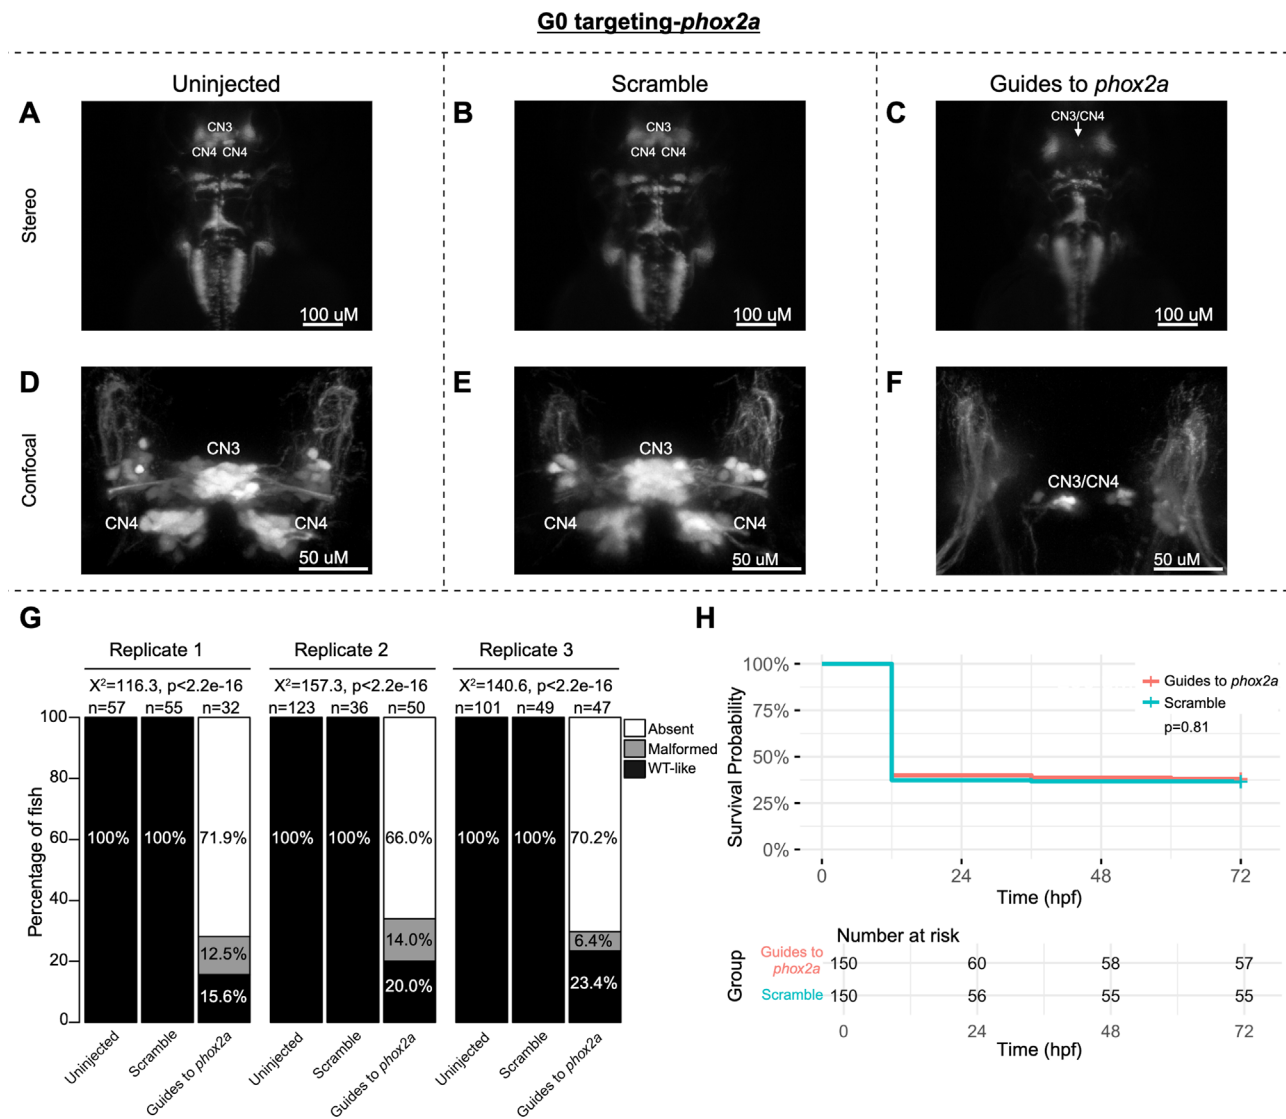 G0 targeting-phox2a
Uninjected
Scramble
Guides to phox2a
Stereo
A
CN3
CN4 CN4
100 uM
B
CN3
CN4 CN4
100 uM
C
CN3/CN4
100 uM
Confocal
D
CN3
CN4
CN4
50 uM
E
CN3
CN4
CN4
50 uM
F
CN3/CN4
50 uM
G
Replicate 1
Replicate 2
Replicate 3
X²=116.3, p<2.2e-16
X²=157.3, p<2.2e-16
X²=140.6, p<2.2e-16
n=57 n=55 n=32
n=123 n=36 n=50
n=101 n=49 n=47
Percentage of fish
100
80
60
40
20
0
100% 100% 71.9%
12.5%
15.6%
100% 100% 66.0%
14.0%
20.0%
100% 100% 70.2%
6.4%
23.4%
Absent
Malformed
WT-like
Uninjected
Scramble
Guides to phox2a
Uninjected
Scramble
Guides to phox2a
Uninjected
Scramble
Guides to phox2a
H
Survival Probability
100%
75%
50%
25%
0%
Guides to phox2a
Scramble
p=0.81
0 24 48 72
Time (hpf)
Number at risk
Group
Guides to
phox2a
150 60 58 57
Scramble 150 56 55 55
0 24 48 72
Time (hpf)